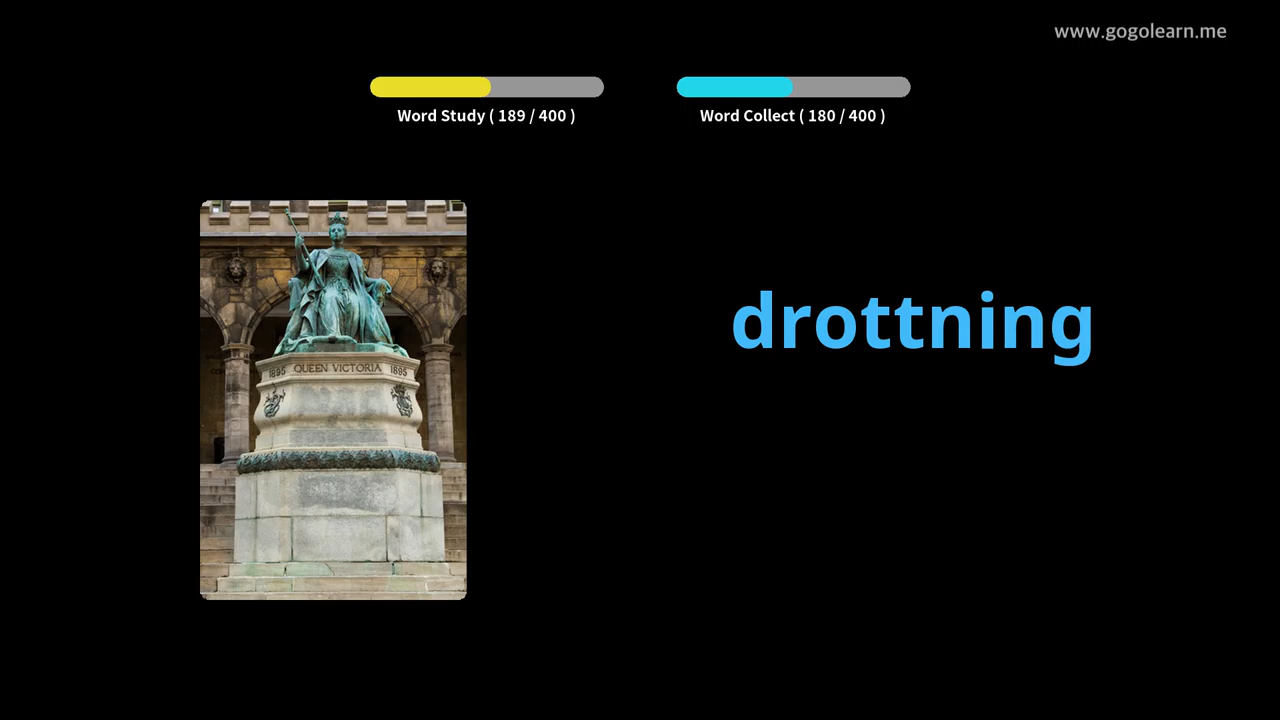 www.gogolearn.me
Word Study ( 189 / 400 )
Word Collect ( 180 / 400 )
drottning
1895 QUEEN VICTORIA 1895